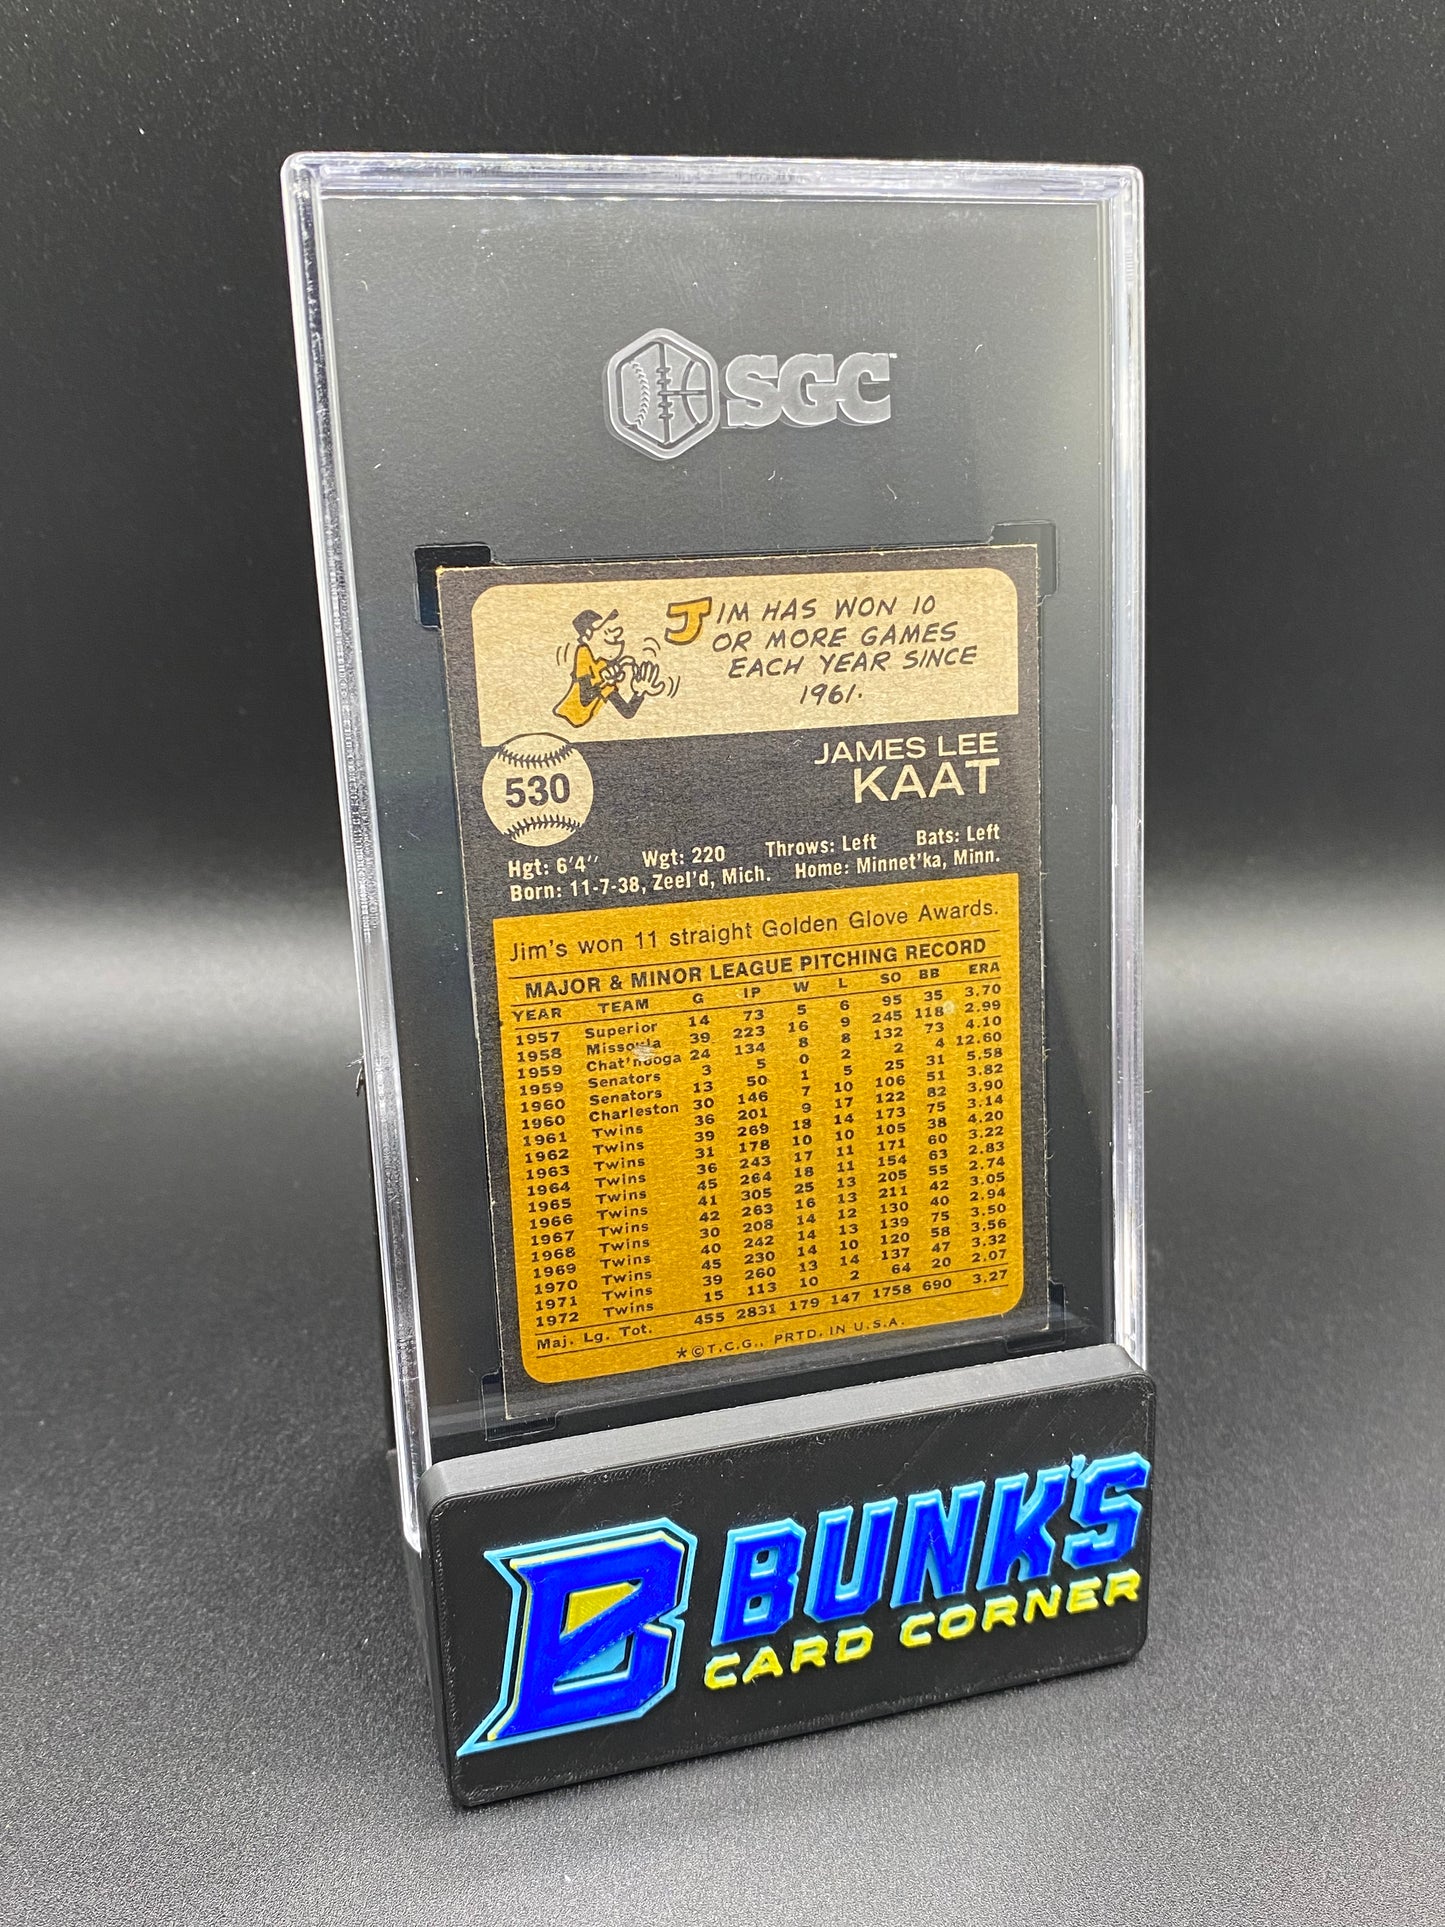 SGC™
JIM HAS WON 10
OR MORE GAMES
EACH YEAR SINCE
1961.
530
JAMES LEE
KAAT
Hgt: 6'4" Wgt: 220 Throws: Left Bats: Left
Born: 11-7-38, Zeel'd, Mich. Home: Minnet'ka, Minn.
Jim's won 11 straight Golden Glove Awards.
MAJOR & MINOR LEAGUE PITCHING RECORD
YEAR TEAM G IP W L SO BB ERA
1957 Superior 14 73 5 6 95 35 3.70
1958 Missoula 39 223 16 9 245 118 2.99
1959 Chat'nooga 24 134 8 8 132 73 4.10
1959 Senators 3 5 0 2 2 4 12.60
1960 Senators 13 50 1 5 25 31 5.58
1960 Charleston 30 146 7 10 106 51 3.82
1961 Twins 36 201 9 17 122 82 3.90
1962 Twins 39 269 18 14 173 75 3.14
1963 Twins 31 178 10 10 105 38 4.20
1964 Twins 36 243 17 11 171 60 3.22
1965 Twins 45 264 18 11 154 63 2.83
1966 Twins 41 305 25 13 205 55 2.74
1967 Twins 42 263 16 13 211 42 3.05
1968 Twins 30 208 14 12 130 40 2.94
1969 Twins 40 242 14 13 139 75 3.50
1970 Twins 45 230 14 10 120 58 3.56
1971 Twins 39 260 13 14 137 47 3.32
1972 Twins 15 113 10 2 64 20 2.07
Maj. Lg. Tot. 455 2831 179 147 1758 690 3.27
*©T.C.G., PRTD. IN U.S.A.
B BUNK'S
CARD CORNER